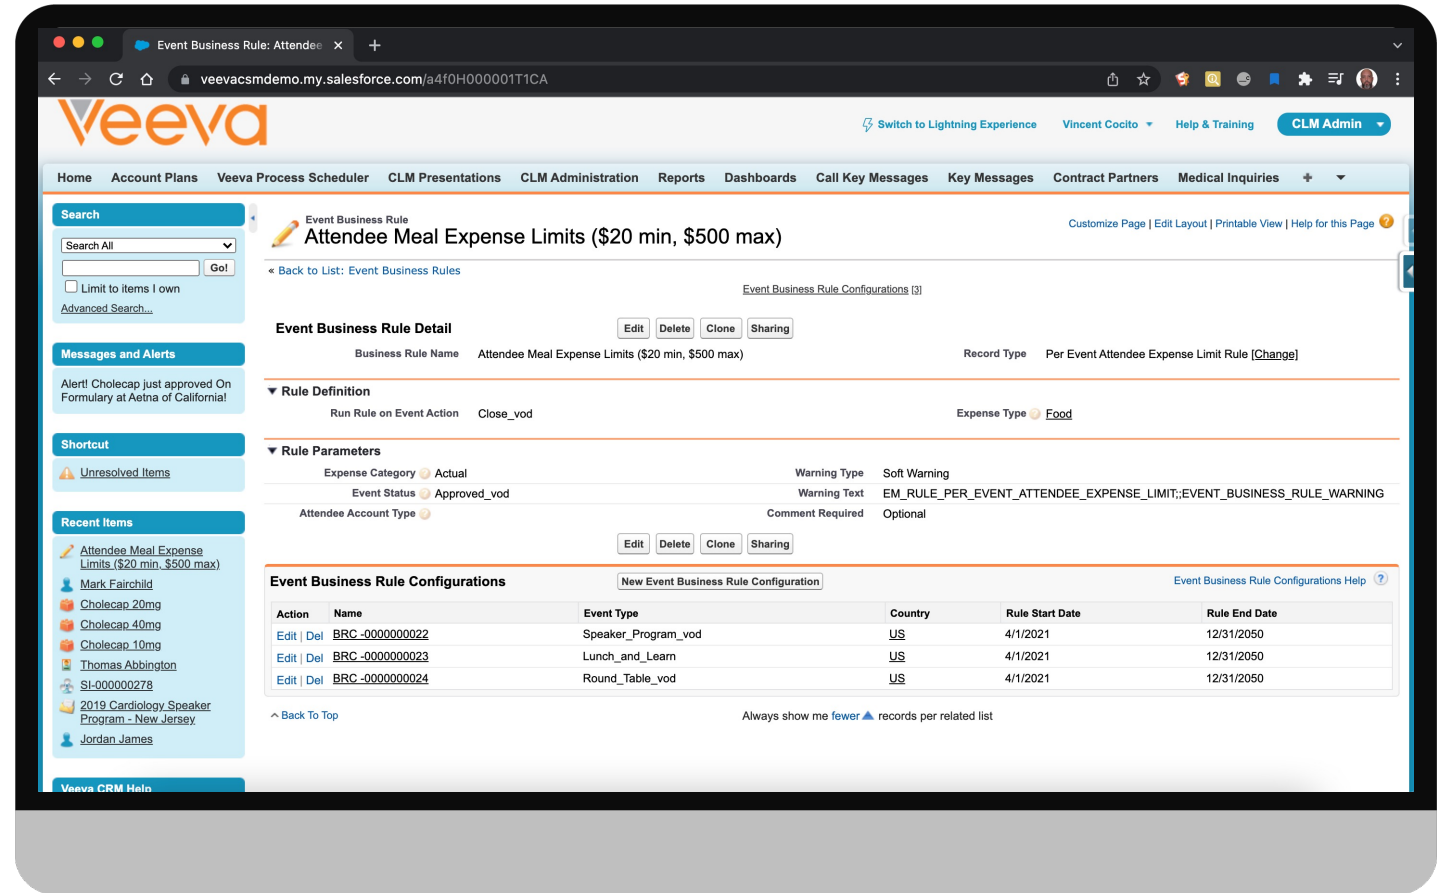 Event Business Rule: Attendee
veevacsmdemo.my.salesforce.com/a4f0H000001T1CA
Veeva
Switch to Lightning Experience Vincent Cocito Help & Training CLM Admin
Home Account Plans Veeva Process Scheduler CLM Presentations CLM Administration Reports Dashboards Call Key Messages Key Messages Contract Partners Medical Inquiries
Search
Search All
Go!
Limit to items I own
Advanced Search...
Messages and Alerts
Alert! Cholecap just approved On
Formulary at Aetna of California!
Shortcut
Unresolved Items
Recent Items
Attendee Meal Expense
Limits ($20 min, $500 max)
Mark Fairchild
Cholecap 20mg
Cholecap 40mg
Cholecap 10mg
Thomas Abbington
SI-000000278
2019 Cardiology Speaker
Program - New Jersey
Jordan James
Veeva CRM Help
Event Business Rule
Attendee Meal Expense Limits ($20 min, $500 max)
Customize Page | Edit Layout | Printable View | Help for this Page
« Back to List: Event Business Rules
Event Business Rule Configurations [3]
Event Business Rule Detail Edit Delete Clone Sharing
Business Rule Name Attendee Meal Expense Limits ($20 min, $500 max) Record Type Per Event Attendee Expense Limit Rule [Change]
Rule Definition
Run Rule on Event Action Close_vod Expense Type Food
Rule Parameters
Expense Category Actual Warning Type Soft Warning
Event Status Approved_vod Warning Text EM_RULE_PER_EVENT_ATTENDEE_EXPENSE_LIMIT;;EVENT_BUSINESS_RULE_WARNING
Attendee Account Type Comment Required Optional
Edit Delete Clone Sharing
Event Business Rule Configurations New Event Business Rule Configuration Event Business Rule Configurations Help ?
Action Name Event Type Country Rule Start Date Rule End Date
Edit | Del BRC -0000000022 Speaker_Program_vod US 4/1/2021 12/31/2050
Edit | Del BRC -0000000023 Lunch_and_Learn US 4/1/2021 12/31/2050
Edit | Del BRC -0000000024 Round_Table_vod US 4/1/2021 12/31/2050
Back To Top Always show me fewer records per related list